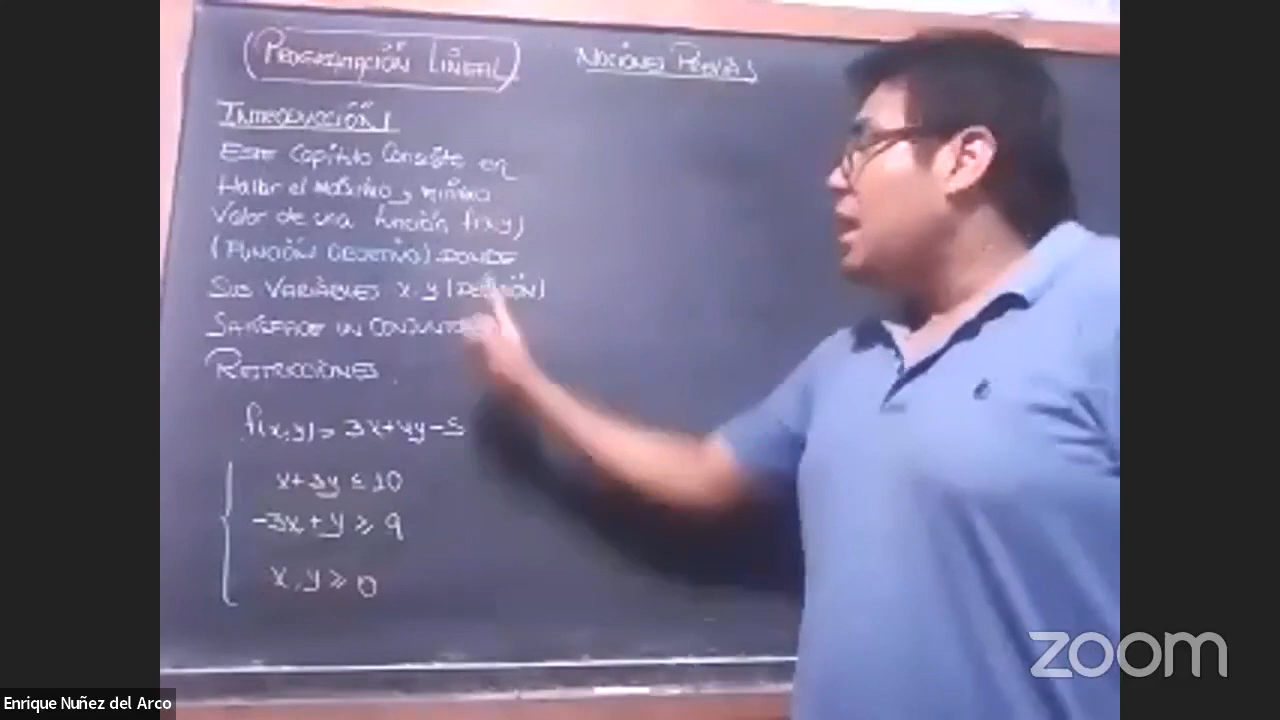 PROGRAMACIÓN LINEAL
INTRODUCCIÓN
Este Capítulo Consiste en
Hallar el máximo y mínimo
Valor de una función f(x,y)
(FUNCIÓN OBJETIVO) DONDE
SUS VARIABLES x,y (DECISIÓN)
SATISFACE UN CONJUNTO
RESTRICCIONES.
f(x,y) = 3x+4y-5
x+3y ≤ 10
-3x+y ≥ 9
x,y ≥ 0
NOCIONES PREVIAS
Enrique Nuñez del Arco
zoom